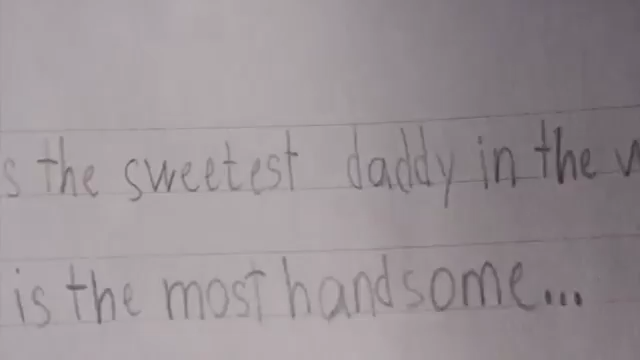 s the sweetest daddy in the
is the most handsome...